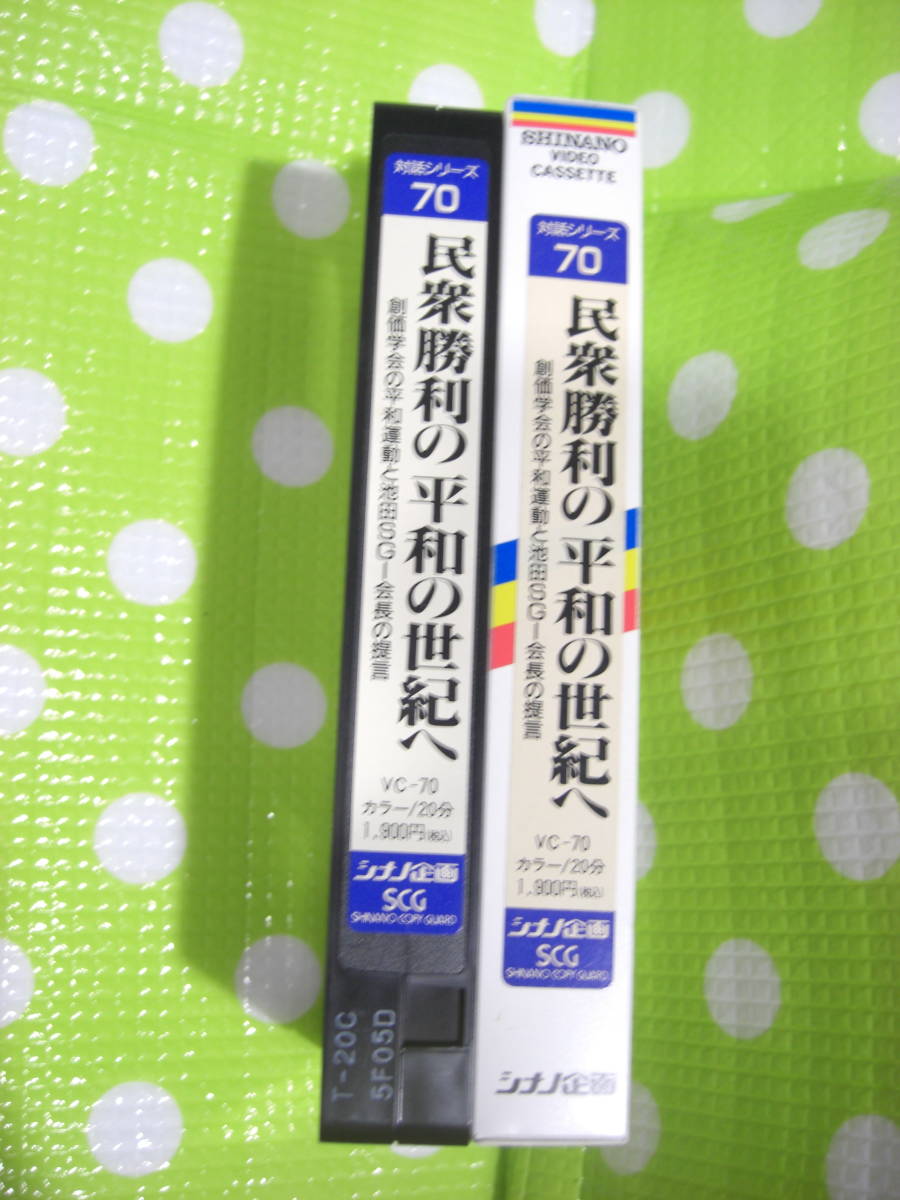 対話シリーズ
70
民衆勝利の 平和の世紀へ
創価学会の平和運動と池田SGI会長の提言
VC-70
カラー/20分
1,900円(税込)
シナノ企画
SCG
SHINANO COPY GUARD
T-20C
5F05D
SHINANO
VIDEO
CASSETTE
対話シリーズ
70
民衆勝利の 平和の世紀へ
創価学会の平和運動と池田SGI会長の提言
VC-70
カラー/20分
1,900円(税込)
シナノ企画
SCG
SHINANO COPY GUARD
シナノ企画